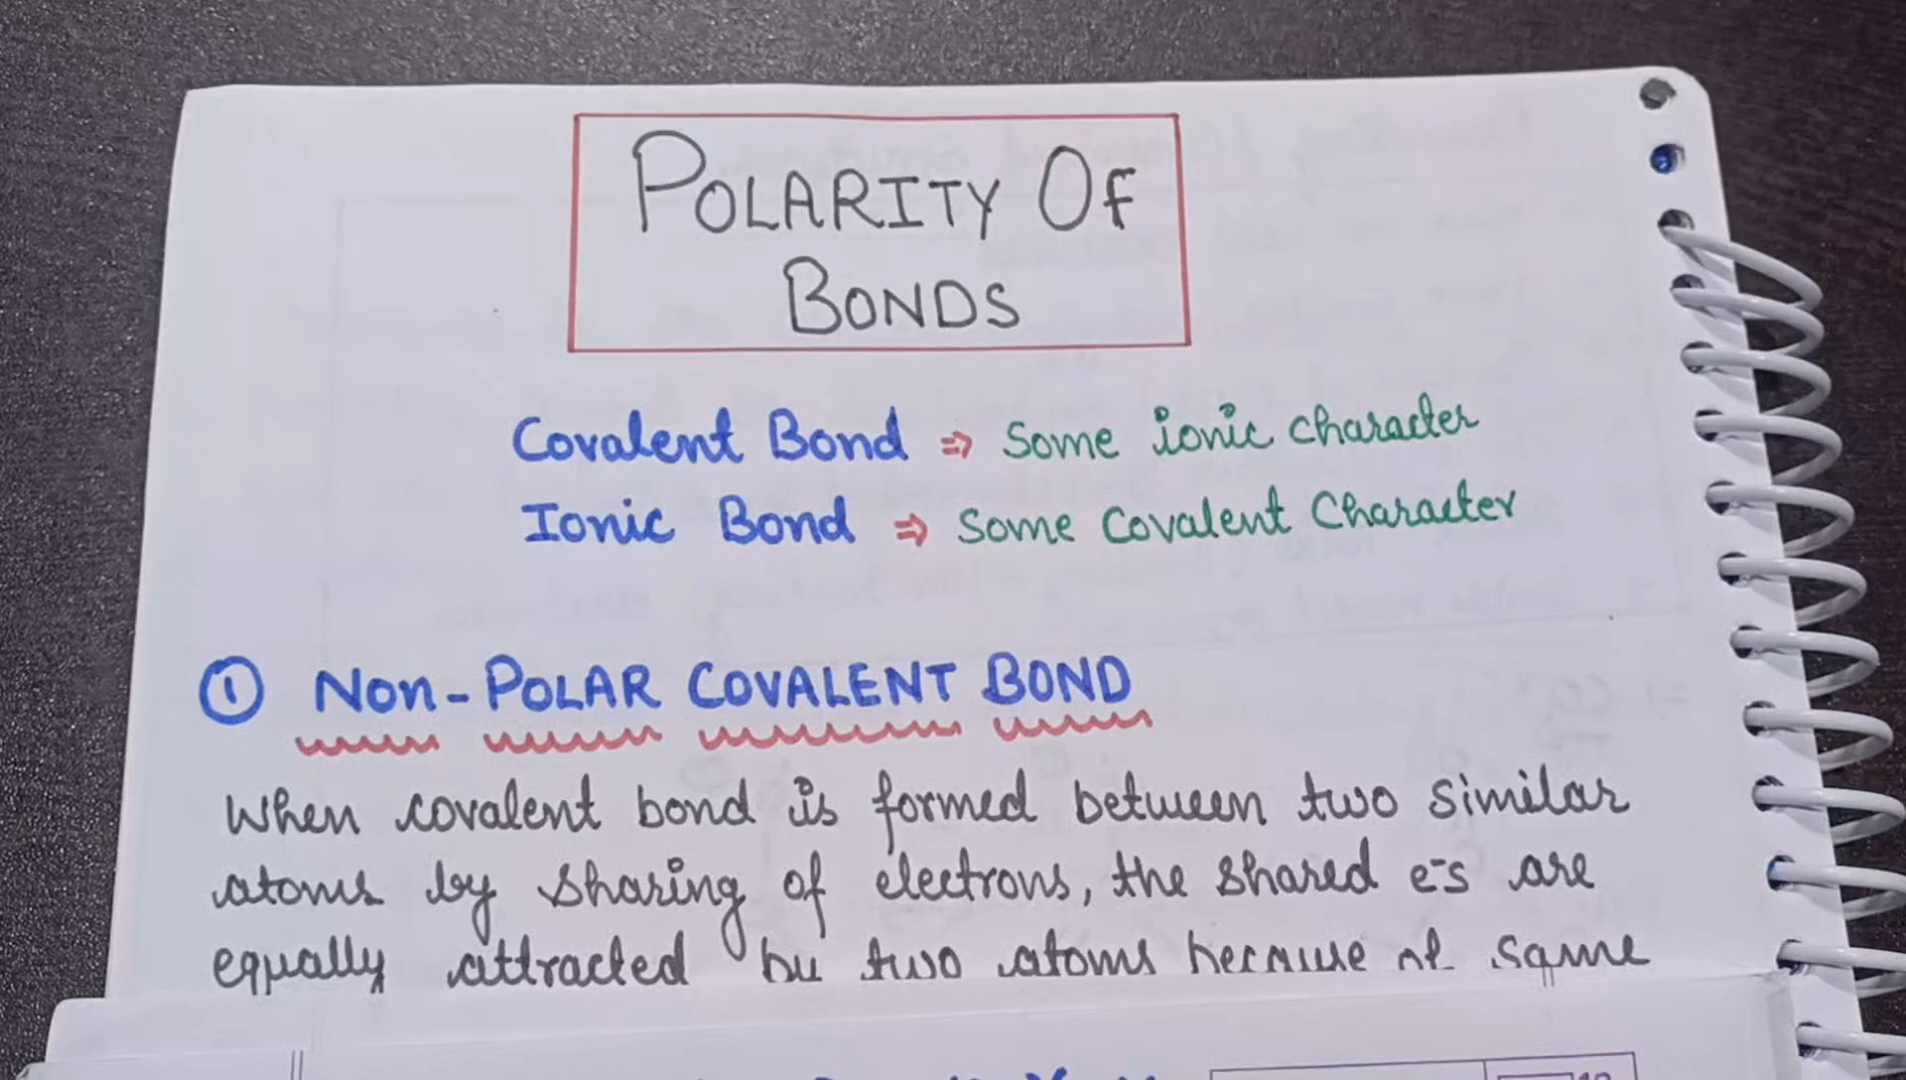 POLARITY OF
BONDS
Covalent Bond ⇒ Some ionic character
Ionic Bond ⇒ Some Covalent Character
① NON-POLAR COVALENT BOND
When covalent bond is formed between two similar
atoms by sharing of electrons, the shared e-s are
equally attracted by two atoms because of same